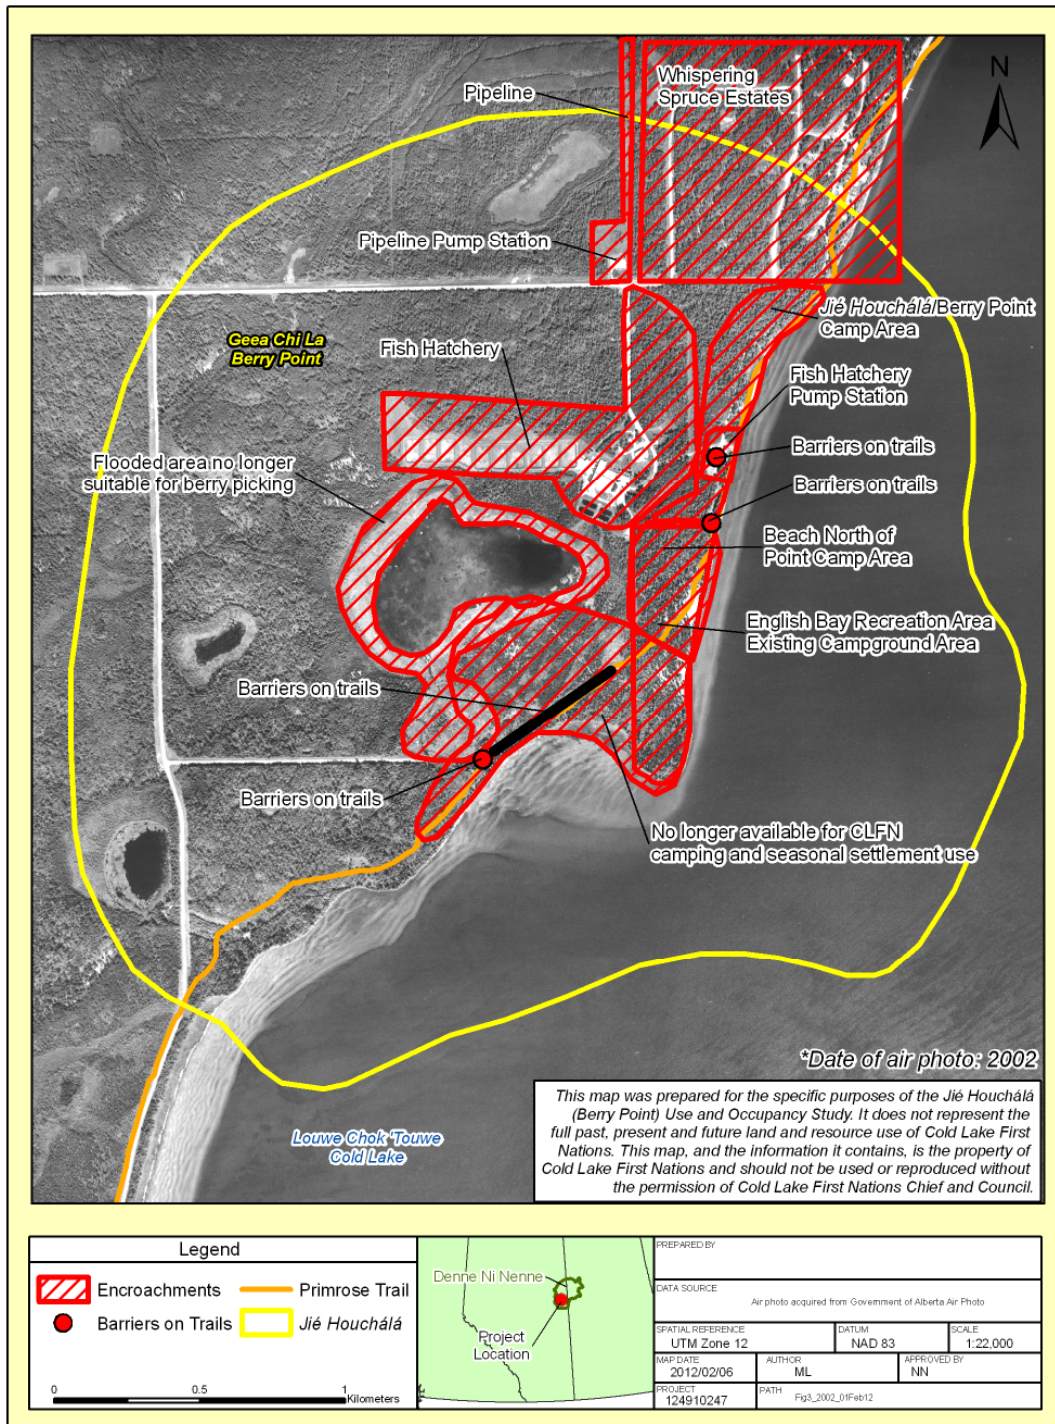 Whispering
Spruce Estates
N
Pipeline
Pipeline Pump Station
Jié Houchálá/Berry Point
Camp Area
Geea Chi La
Berry Point
Fish Hatchery
Fish Hatchery
Pump Station
Barriers on trails
Flooded area no longer
suitable for berry picking
Barriers on trails
Beach North of
Point Camp Area
English Bay Recreation Area
Existing Campground Area
Barriers on trails
Barriers on trails
No longer available for CLFN
camping and seasonal settlement use
*Date of air photo: 2002
This map was prepared for the specific purposes of the Jié Houchálá
(Berry Point) Use and Occupancy Study. It does not represent the
full past, present and future land and resource use of Cold Lake First
Nations. This map, and the information it contains, is the property of
Cold Lake First Nations and should not be used or reproduced without
the permission of Cold Lake First Nations Chief and Council.
Louwe Chok 'Touwe
Cold Lake
Legend
Encroachments
Primrose Trail
Barriers on Trails
Jié Houchálá
0 0.5 1
Kilometers
Denne Ni Nenne
Project
Location
PREPARED BY
DATA SOURCE
Air photo acquired from Government of Alberta Air Photo
SPATIAL REFERENCE
UTM Zone 12
DATUM
NAD 83
SCALE
1:22,000
MAP DATE
2012/02/06
AUTHOR
ML
APPROVED BY
NN
PROJECT
124910247
PATH
Fig3_2002_01Feb12